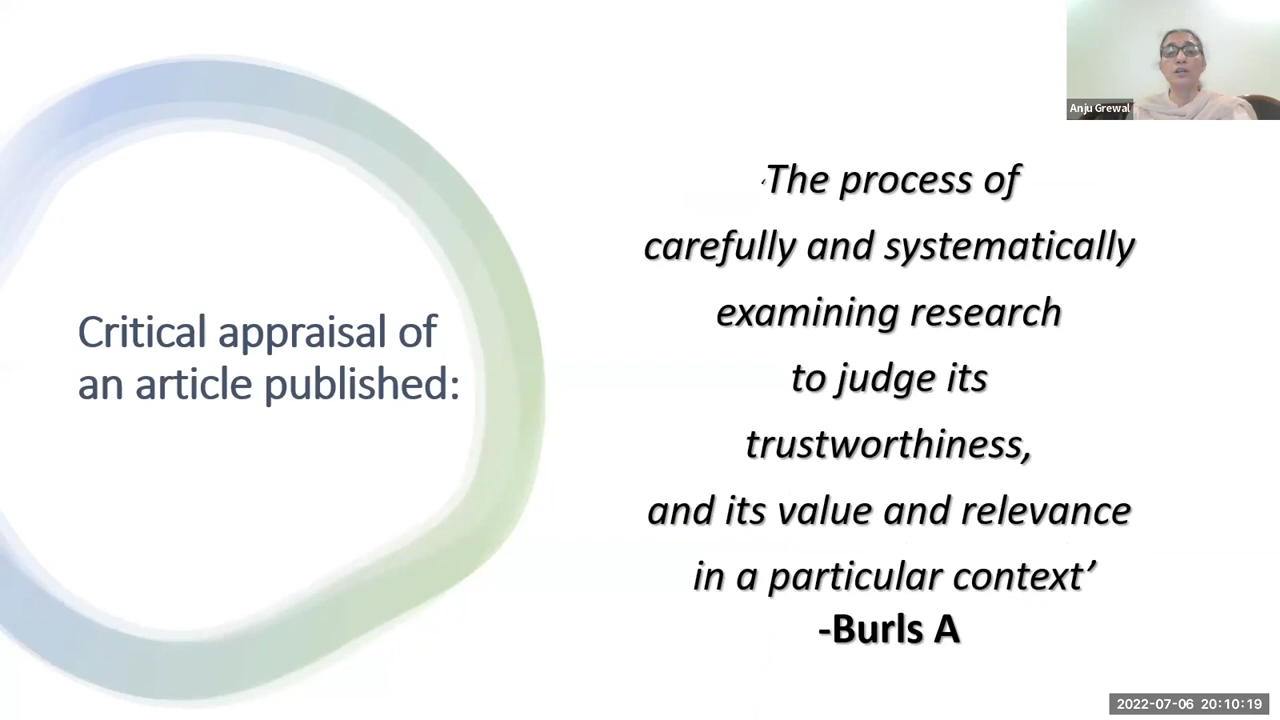 Anju Grewal
Critical appraisal of
an article published:
‘The process of
carefully and systematically
examining research
to judge its
trustworthiness,
and its value and relevance
in a particular context’
-Burls A
2022-07-06 20:10:19